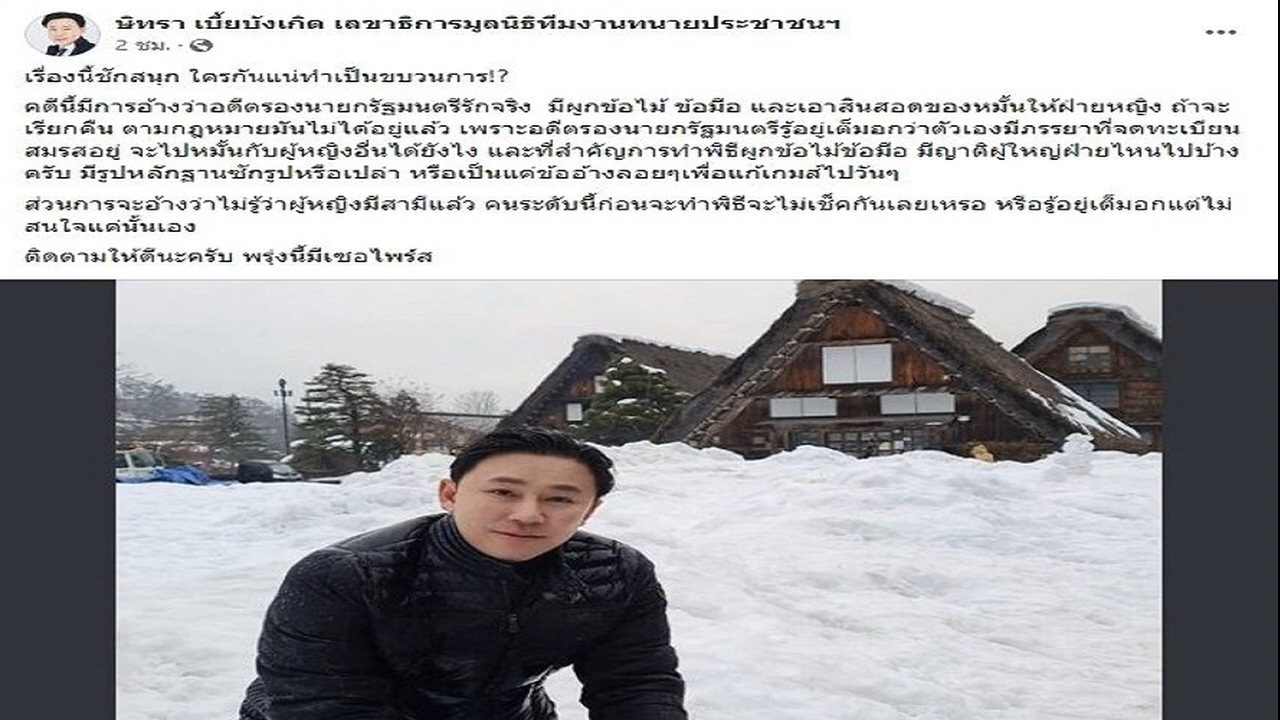 ษิทรา เบี้ยบังเกิด เลขาธิการมูลนิธิทีมงานทนายประชาชนฯ
2 ชม. ·
เรื่องนี้ชักสนุก ใครกันแน่ทำเป็นขบวนการ!?
คดีนี้มีการอ้างว่าอดีตรองนายกรัฐมนตรีรักจริง มีผูกข้อไม้ ข้อมือ และเอาสินสอดของหมั้นให้ฝ่ายหญิง ถ้าจะ
เรียกคืน ตามกฎหมายมันไม่ได้อยู่แล้ว เพราะอดีตรองนายกรัฐมนตรีรู้อยู่เต็มอกว่าตัวเองมีภรรยาที่จดทะเบียน
สมรสอยู่ จะไปหมั้นกับผู้หญิงอื่นได้ยังไง และที่สำคัญการทำพิธีผูกข้อไม้ข้อมือ มีญาติผู้ใหญ่ฝ่ายไหนไปบ้าง
ครับ มีรูปหลักฐานซักรูปหรือเปล่า หรือเป็นแค่ข้ออ้างลอยๆเพื่อแก้เกมส์ไปวันๆ
ส่วนการจะอ้างว่าไม่รู้ว่าผู้หญิงมีสามีแล้ว คนระดับนี้ก่อนจะทำพิธีจะไม่เช็คกันเลยเหรอ หรือรู้อยู่เต็มอกแต่ไม่
สนใจแค่นั้นเอง
ติดตามให้ดีนะครับ พรุ่งนี้มีเซอไพร์ส